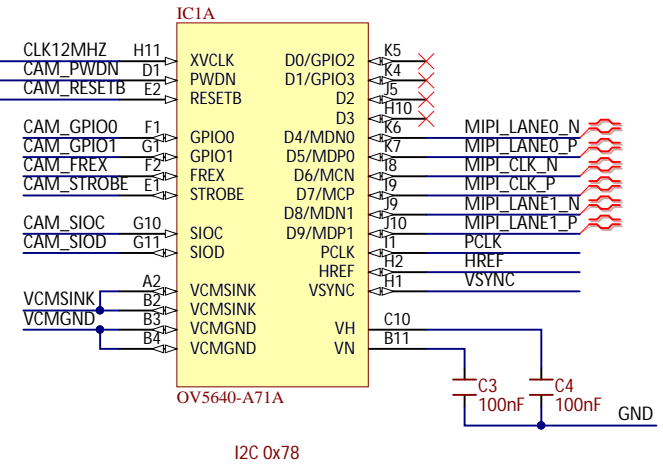 IC1A
CLK12MHZ H11 XVCLK D0/GPIO2 K5
CAM_PWDN D1 PWDN D1/GPIO3 K4
CAM_RESETB E2 RESETB D2 J5
D3 H10
CAM_GPIO0 F1 GPIO0 D4/MDN0 K6 MIPI_LANE0_N
CAM_GPIO1 G1 GPIO1 D5/MDP0 K7 MIPI_LANE0_P
CAM_FREX F2 FREX D6/MCN I8 MIPI_CLK_N
CAM_STROBE E1 STROBE D7/MCP I9 MIPI_CLK_P
D8/MDN1 J9 MIPI_LANE1_N
CAM_SIOC G10 SIOC D9/MDP1 J10 MIPI_LANE1_P
CAM_SIOD G11 SIOD PCLK I1 PCLK
HREF H2 HREF
A2 VCMSINK VSYNC H1 VSYNC
VCMSINK B2 VCMSINK
VCMGND B3 VCMGND VH C10
B4 VCMGND VN B11
C3 C4
OV5640-A71A 100nF 100nF
GND
I2C 0x78